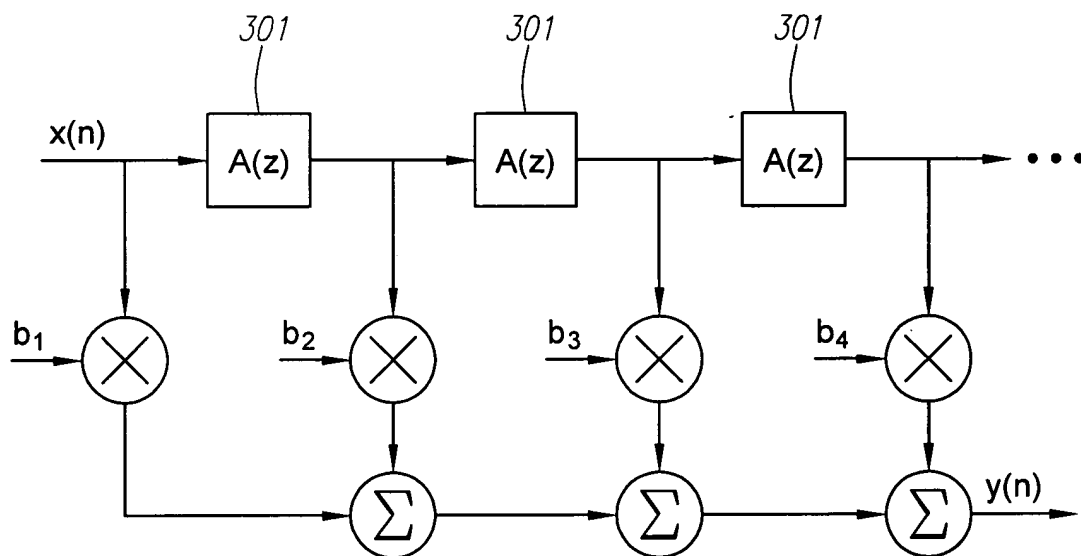 301 301 301
x(n) A(z) A(z) A(z) •••
b₁ b₂ b₃ b₄
Σ Σ Σ y(n)